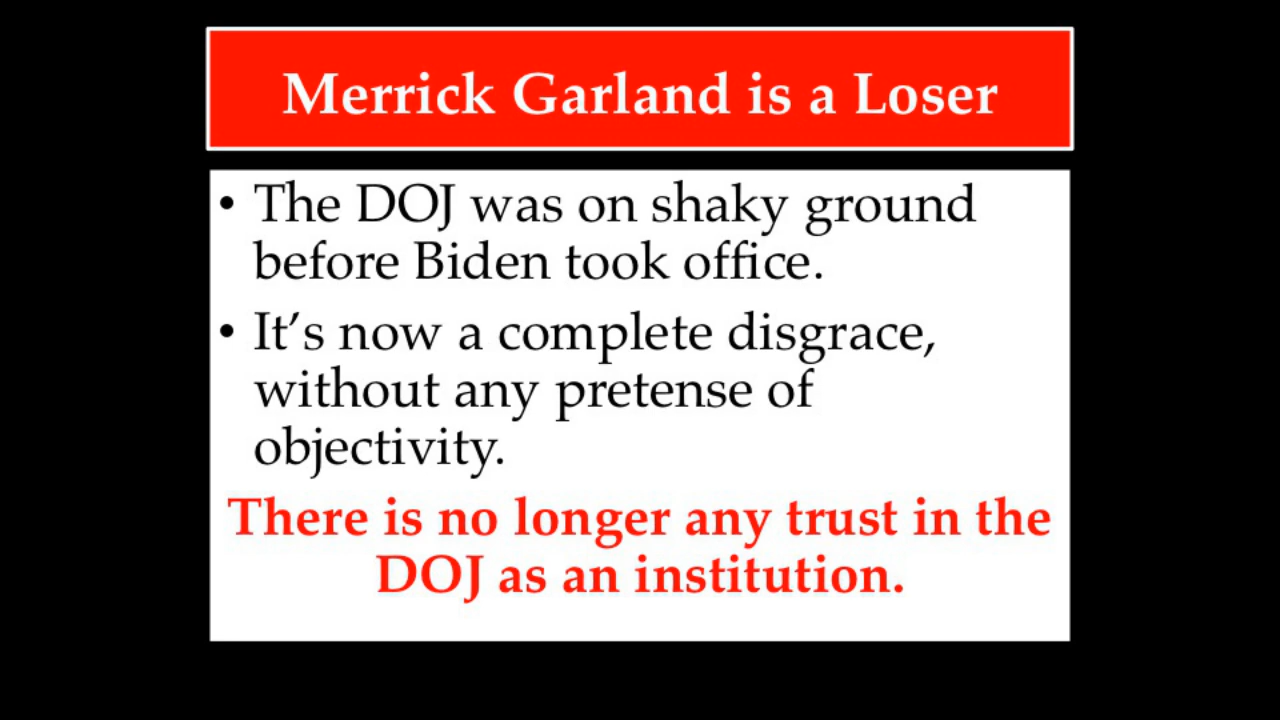 Merrick Garland is a Loser
• The DOJ was on shaky ground
before Biden took office.
• It’s now a complete disgrace,
without any pretense of
objectivity.
There is no longer any trust in the
DOJ as an institution.